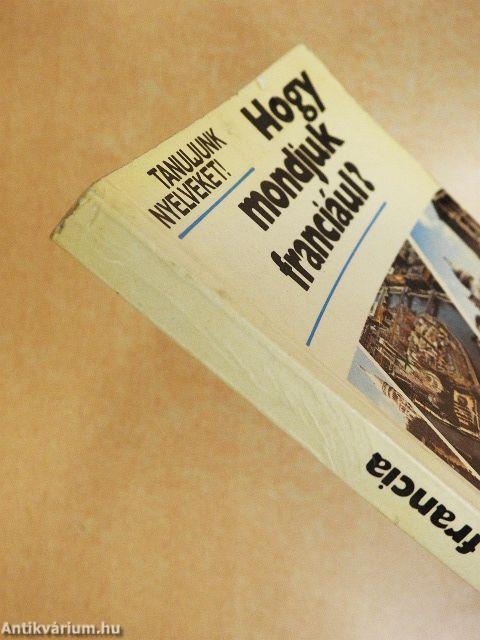 TANULJUNK
NYELVEKET!
Hogy
mondjuk
franciául?
francia
Antikvárium.hu